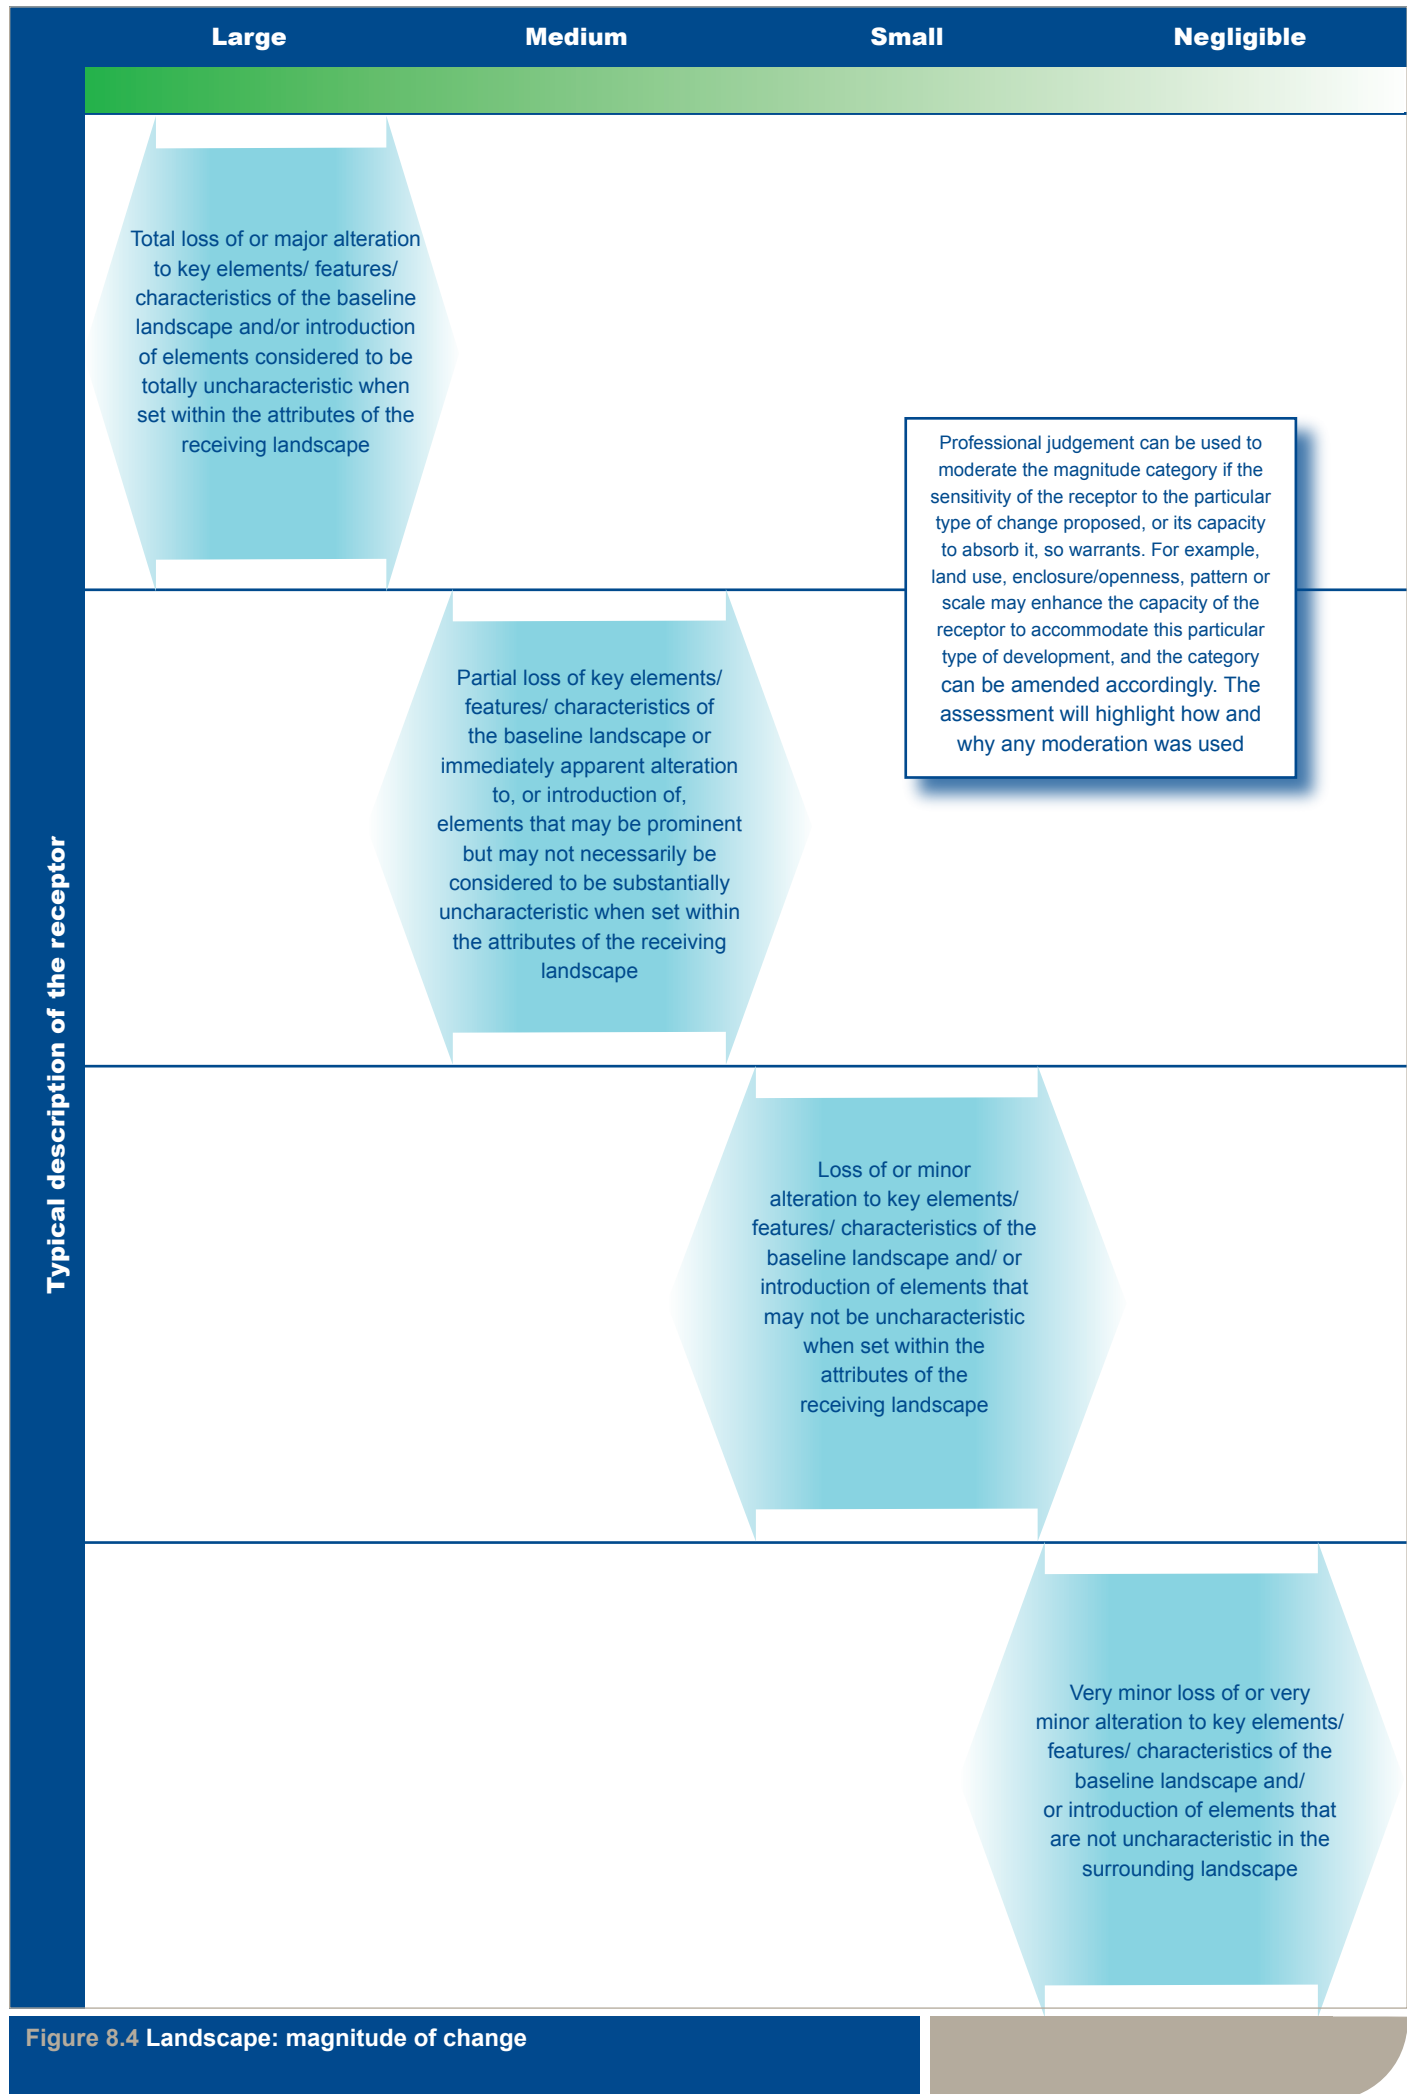 Large Medium Small Negligible
Typical description of the receptor
Total loss of or major alteration
to key elements/ features/
characteristics of the baseline
landscape and/or introduction
of elements considered to be
totally uncharacteristic when
set within the attributes of the
receiving landscape
Professional judgement can be used to
moderate the magnitude category if the
sensitivity of the receptor to the particular
type of change proposed, or its capacity
to absorb it, so warrants. For example,
land use, enclosure/openness, pattern or
scale may enhance the capacity of the
receptor to accommodate this particular
type of development, and the category
can be amended accordingly. The
assessment will highlight how and
why any moderation was used
Partial loss of key elements/
features/ characteristics of
the baseline landscape or
immediately apparent alteration
to, or introduction of,
elements that may be prominent
but may not necessarily be
considered to be substantially
uncharacteristic when set within
the attributes of the receiving
landscape
Loss of or minor
alteration to key elements/
features/ characteristics of the
baseline landscape and/ or
introduction of elements that
may not be uncharacteristic
when set within the
attributes of the
receiving landscape
Very minor loss of or very
minor alteration to key elements/
features/ characteristics of the
baseline landscape and/
or introduction of elements that
are not uncharacteristic in the
surrounding landscape
Figure 8.4 Landscape: magnitude of change